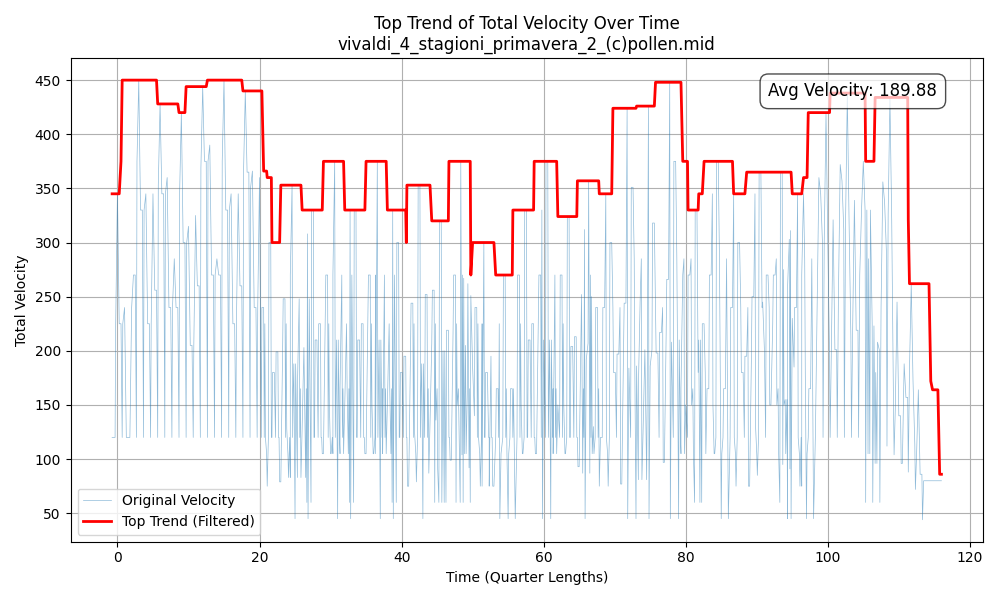 Top Trend of Total Velocity Over Time
vivaldi_4_stagioni_primavera_2_(c)pollen.mid
450
400
350
300
250
200
150
100
50
Total Velocity
Avg Velocity: 189.88
Original Velocity
Top Trend (Filtered)
0 20 40 60 80 100 120
Time (Quarter Lengths)